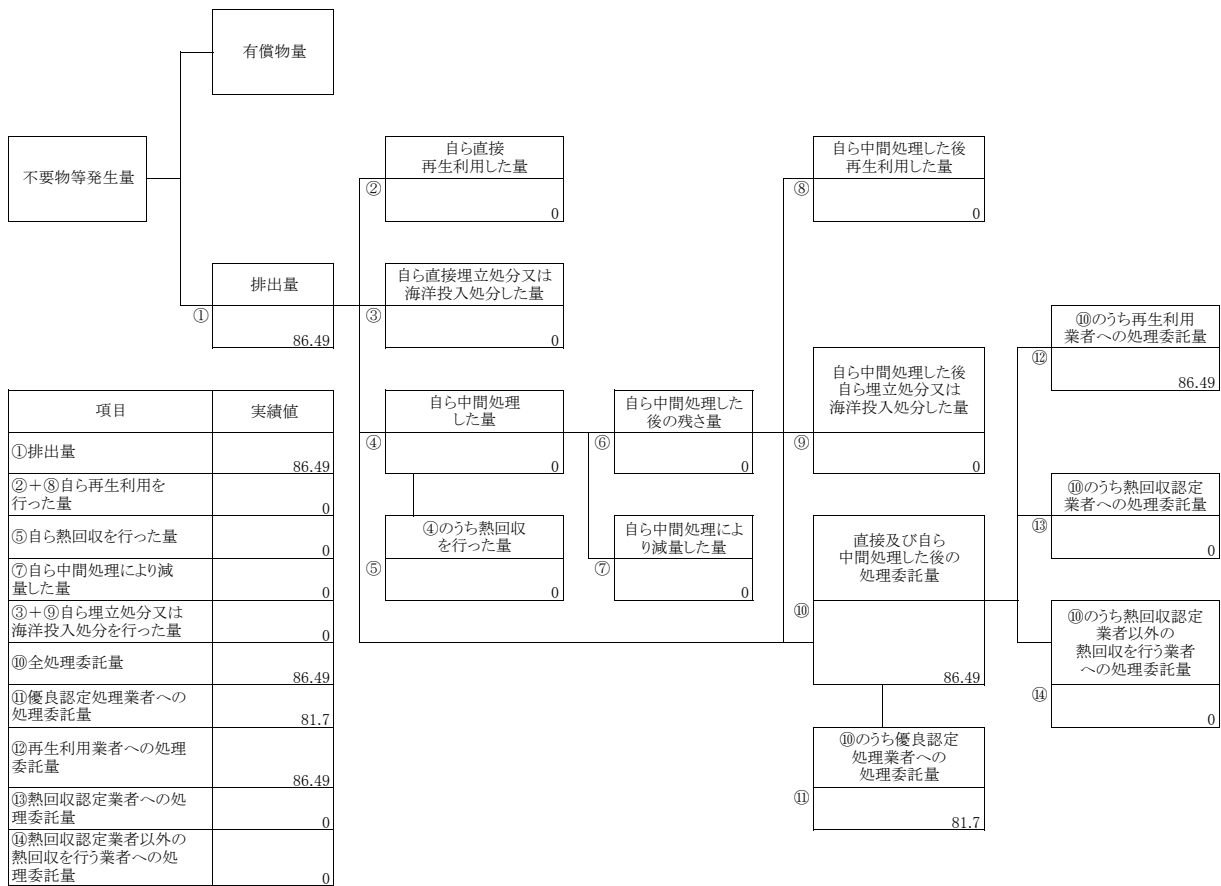 有償物量
不要物等発生量
自ら直接
再生利用した量
②
0
自ら中間処理した後
再生利用した量
⑧
0
排出量
①
86.49
自ら直接埋立処分又は
海洋投入処分した量
③
0
⑩のうち再生利用
業者への処理委託量
⑫
86.49
自ら中間処理
した量
④
0
自ら中間処理した
後の残さ量
⑥
0
自ら中間処理した後
自ら埋立処分又は
海洋投入処分した量
⑨
0
⑩のうち熱回収認定
業者への処理委託量
⑬
0
④のうち熱回収
を行った量
⑤
0
自ら中間処理によ
り減量した量
⑦
0
直接及び自ら
中間処理した後の
処理委託量
⑩
86.49
⑩のうち熱回収認定
業者以外の
熱回収を行う業者
への処理委託量
⑭
0
⑩のうち優良認定
処理業者への
処理委託量
⑪
81.7
項目 実績値
①排出量
86.49
②+⑧自ら再生利用を
行った量
0
⑤自ら熱回収を行った量
0
⑦自ら中間処理により減
量した量
0
③+⑨自ら埋立処分又は
海洋投入処分を行った量
0
⑩全処理委託量
86.49
⑪優良認定処理業者への
処理委託量
81.7
⑫再生利用業者への処理
委託量
86.49
⑬熱回収認定業者への処
理委託量
0
⑭熱回収認定業者以外の
熱回収を行う業者への処
理委託量
0